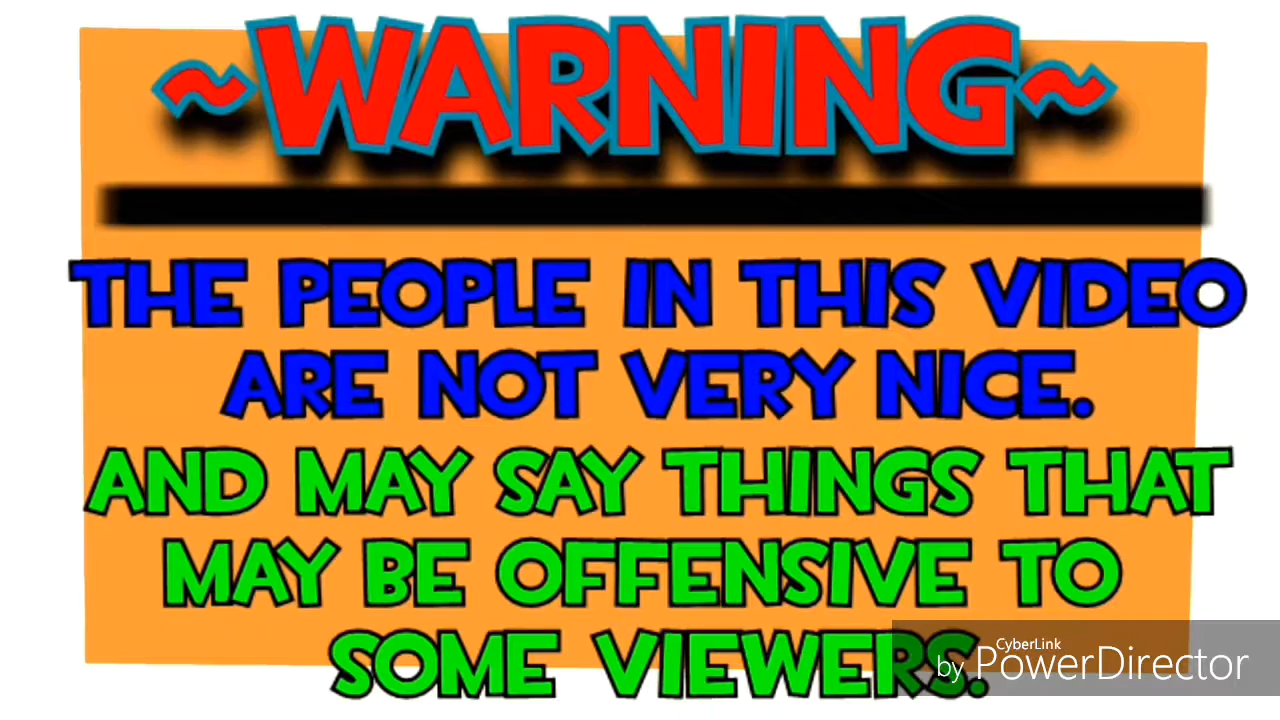 ~WARNING~
THE PEOPLE IN THIS VIDEO
ARE NOT VERY NICE.
AND MAY SAY THINGS THAT
MAY BE OFFENSIVE TO
SOME VIEWERS.
CyberLink
by PowerDirector